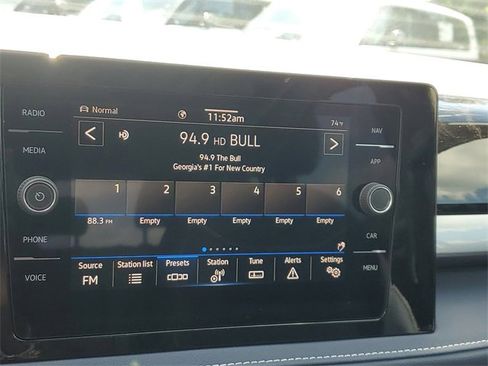 Normal
11:52am
74°F
RADIO
MEDIA
PHONE
VOICE
HD
94.9 HD BULL
94.9 The Bull
Georgia's #1 For New Country
1 2 3 4 5 6
88.3 FM Empty Empty Empty Empty Empty
Source Station list Presets Station Tune Alerts Settings
FM
NAV
APP
CAR
MENU